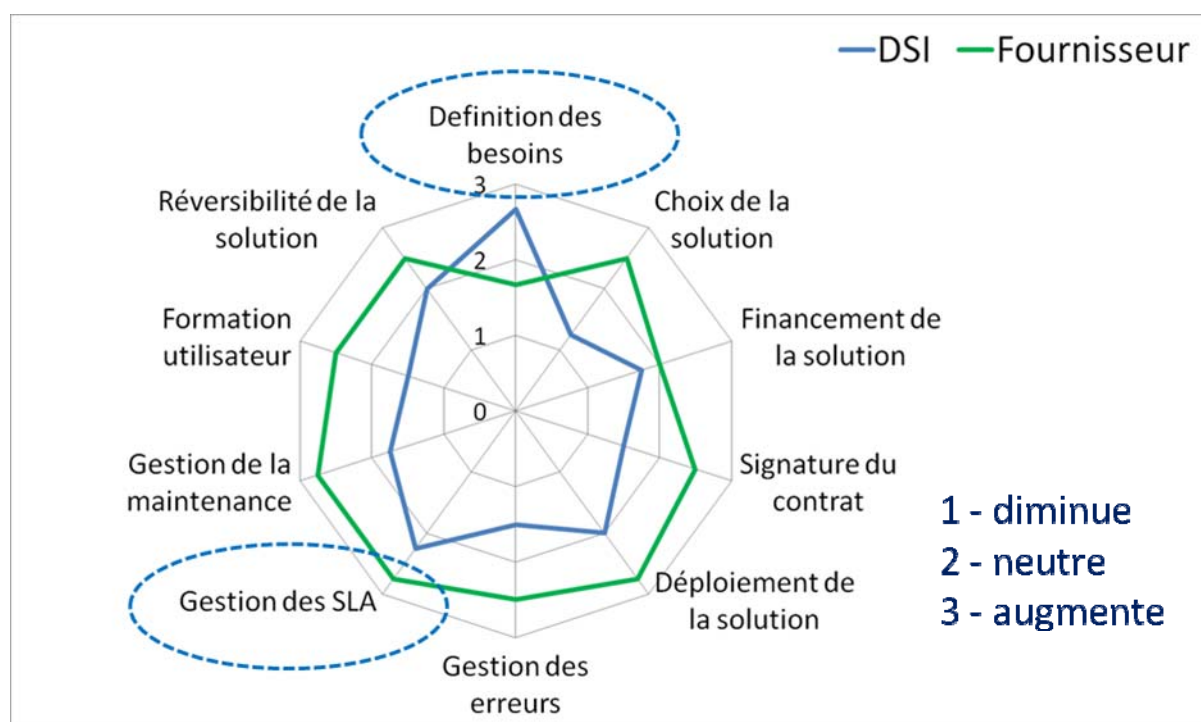 DSI Fournisseur
Definition des
besoins
Réversibilité de la
solution
Choix de la
solution
3
2
1
0
Formation
utilisateur
Financement de
la solution
Gestion de la
maintenance
Signature du
contrat
1 - diminue
2 - neutre
3 - augmente
Gestion des SLA
Déploiement de
la solution
Gestion des
erreurs